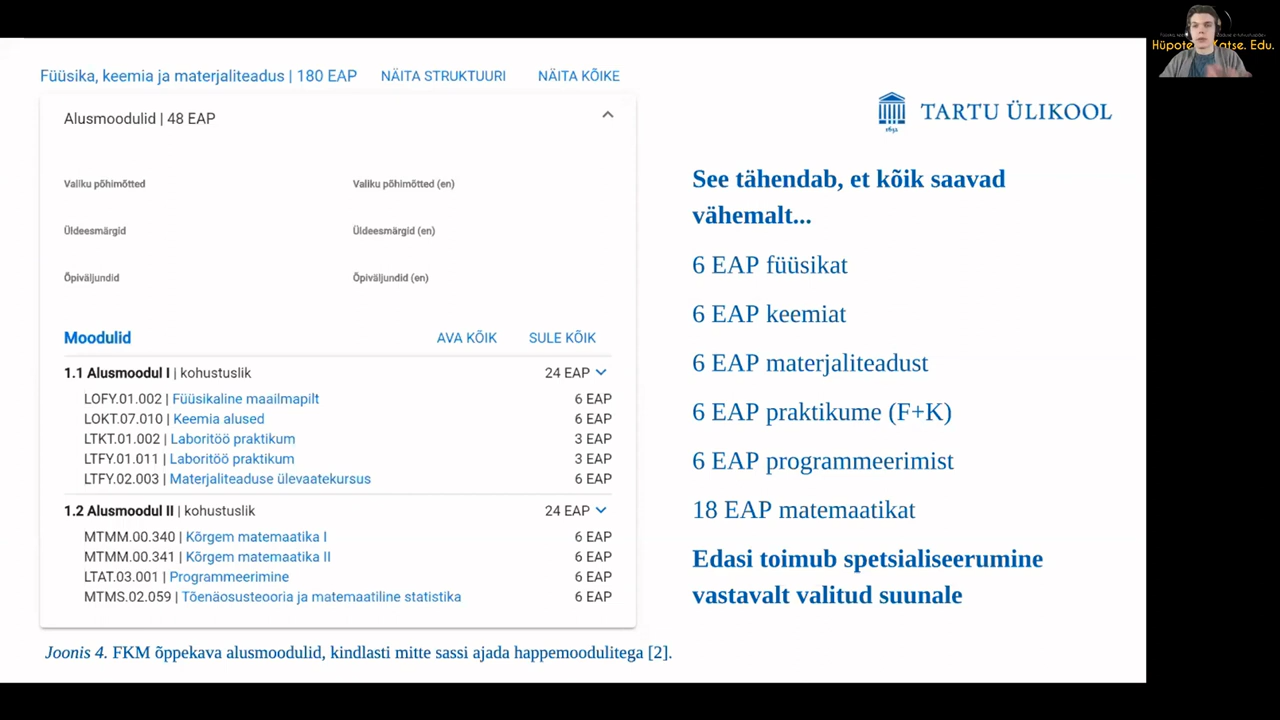 Hüpotees. Katse. Edu.
Füüsika, keemia ja materjaliteadus | 180 EAP NÄITA STRUKTUURI NÄITA KÕIKE
Alusmoodulid | 48 EAP
Valiku põhimõtted Valiku põhimõtted (en)
Üldeesmärgid Üldeesmärgid (en)
Õpiväljundid Õpiväljundid (en)
Moodulid AVA KÕIK SULE KÕIK
1.1 Alusmoodul I | kohustuslik 24 EAP
LOFY.01.002 | Füüsikaline maailmapilt 6 EAP
LOKT.07.010 | Keemia alused 6 EAP
LTKT.01.002 | Laboritöö praktikum 3 EAP
LTFY.01.011 | Laboritöö praktikum 3 EAP
LTFY.02.003 | Materjaliteaduse ülevaatekursus 6 EAP
1.2 Alusmoodul II | kohustuslik 24 EAP
MTMM.00.340 | Kõrgem matemaatika I 6 EAP
MTMM.00.341 | Kõrgem matemaatika II 6 EAP
LTAT.03.001 | Programmeerimine 6 EAP
MTMS.02.059 | Tõenäosusteooria ja matemaatiline statistika 6 EAP
Joonis 4. FKM õppekava alusmoodulid, kindlasti mitte sassi ajada happemoodulitega [2].
1632
TARTU ÜLIKOOL
See tähendab, et kõik saavad
vähemalt...
6 EAP füüsikat
6 EAP keemiat
6 EAP materjaliteadust
6 EAP praktikume (F+K)
6 EAP programmeerimist
18 EAP matemaatikat
Edasi toimub spetsialiseerumine
vastavalt valitud suunale